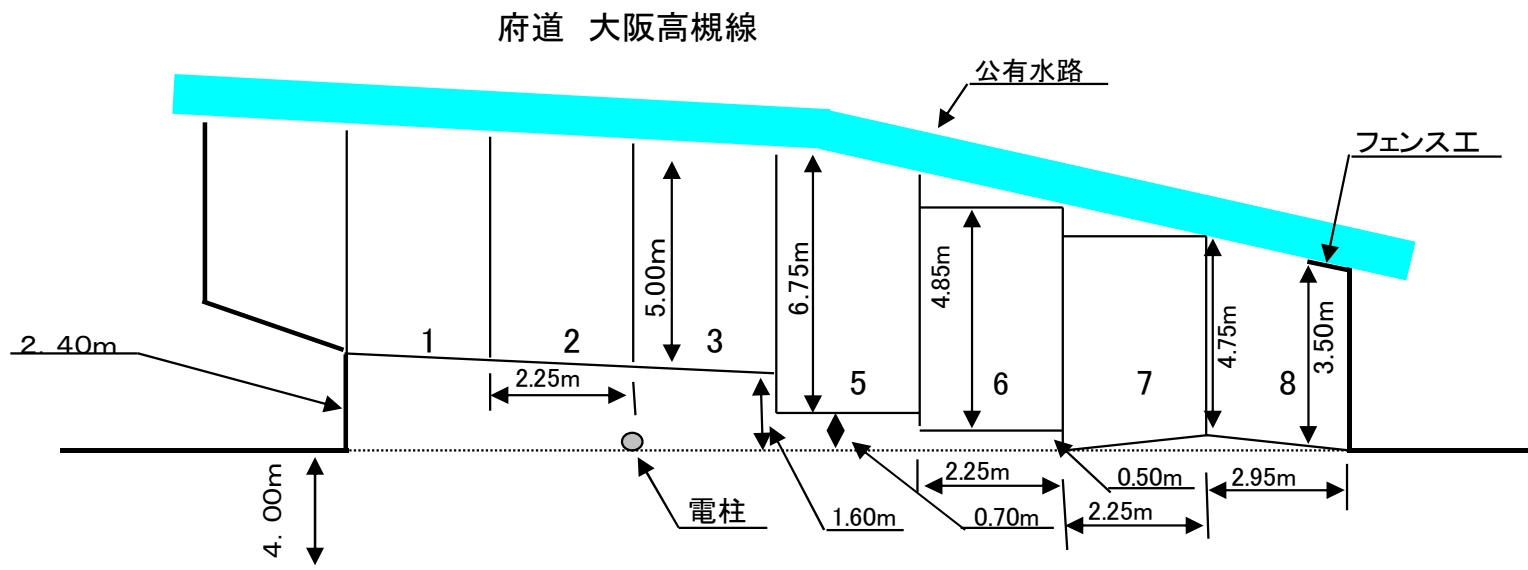 府道　大阪高槻線
公有水路
フェンス工
5.00m
6.75m
4.85m
4.75m
3.50m
２．４０ｍ
1
2
3
5
6
7
8
2.25m
2.25m
0.50m
2.95m
４．００ｍ
電柱
1.60m
0.70m
2.25m